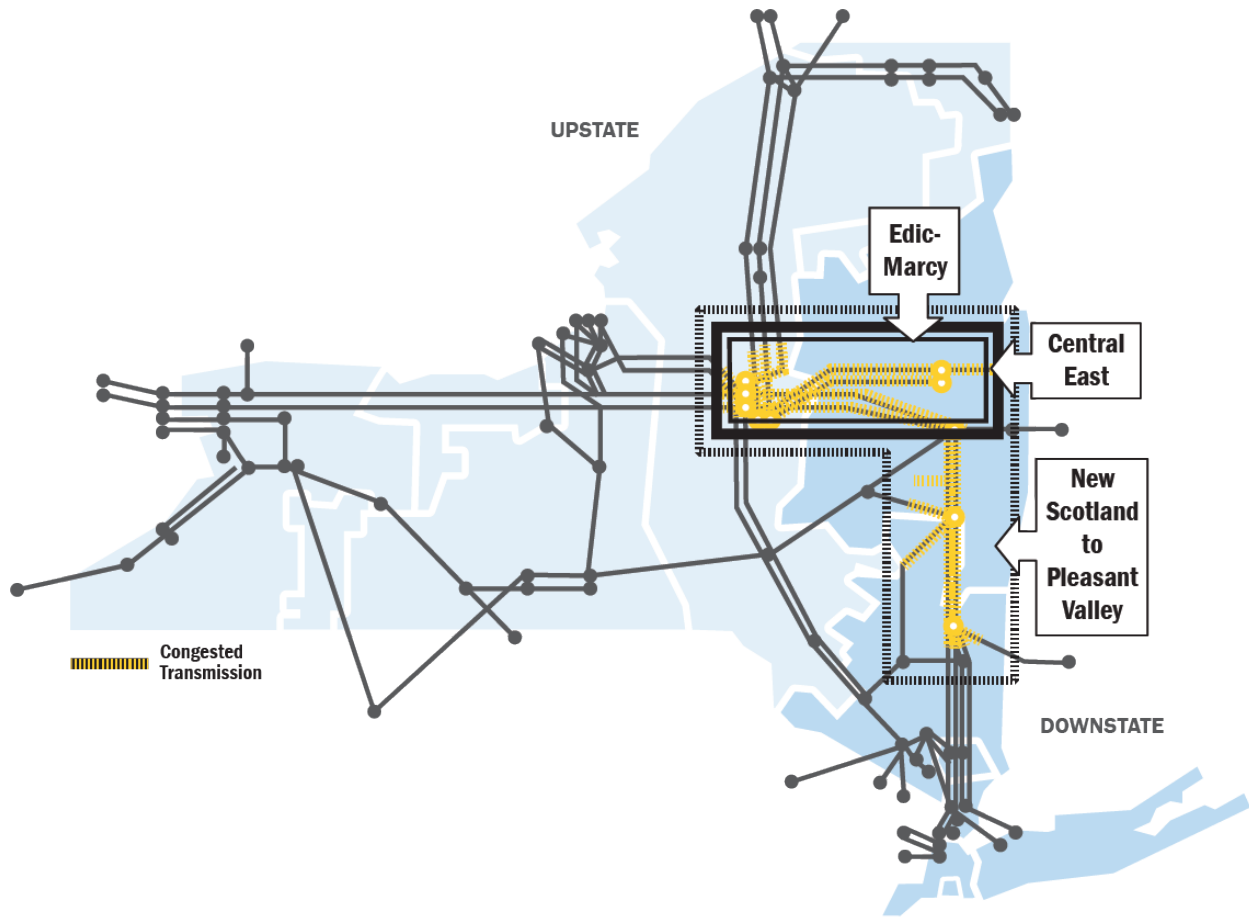 UPSTATE
Edic-
Marcy
Central
East
New
Scotland
to
Pleasant
Valley
Congested
Transmission
DOWNSTATE